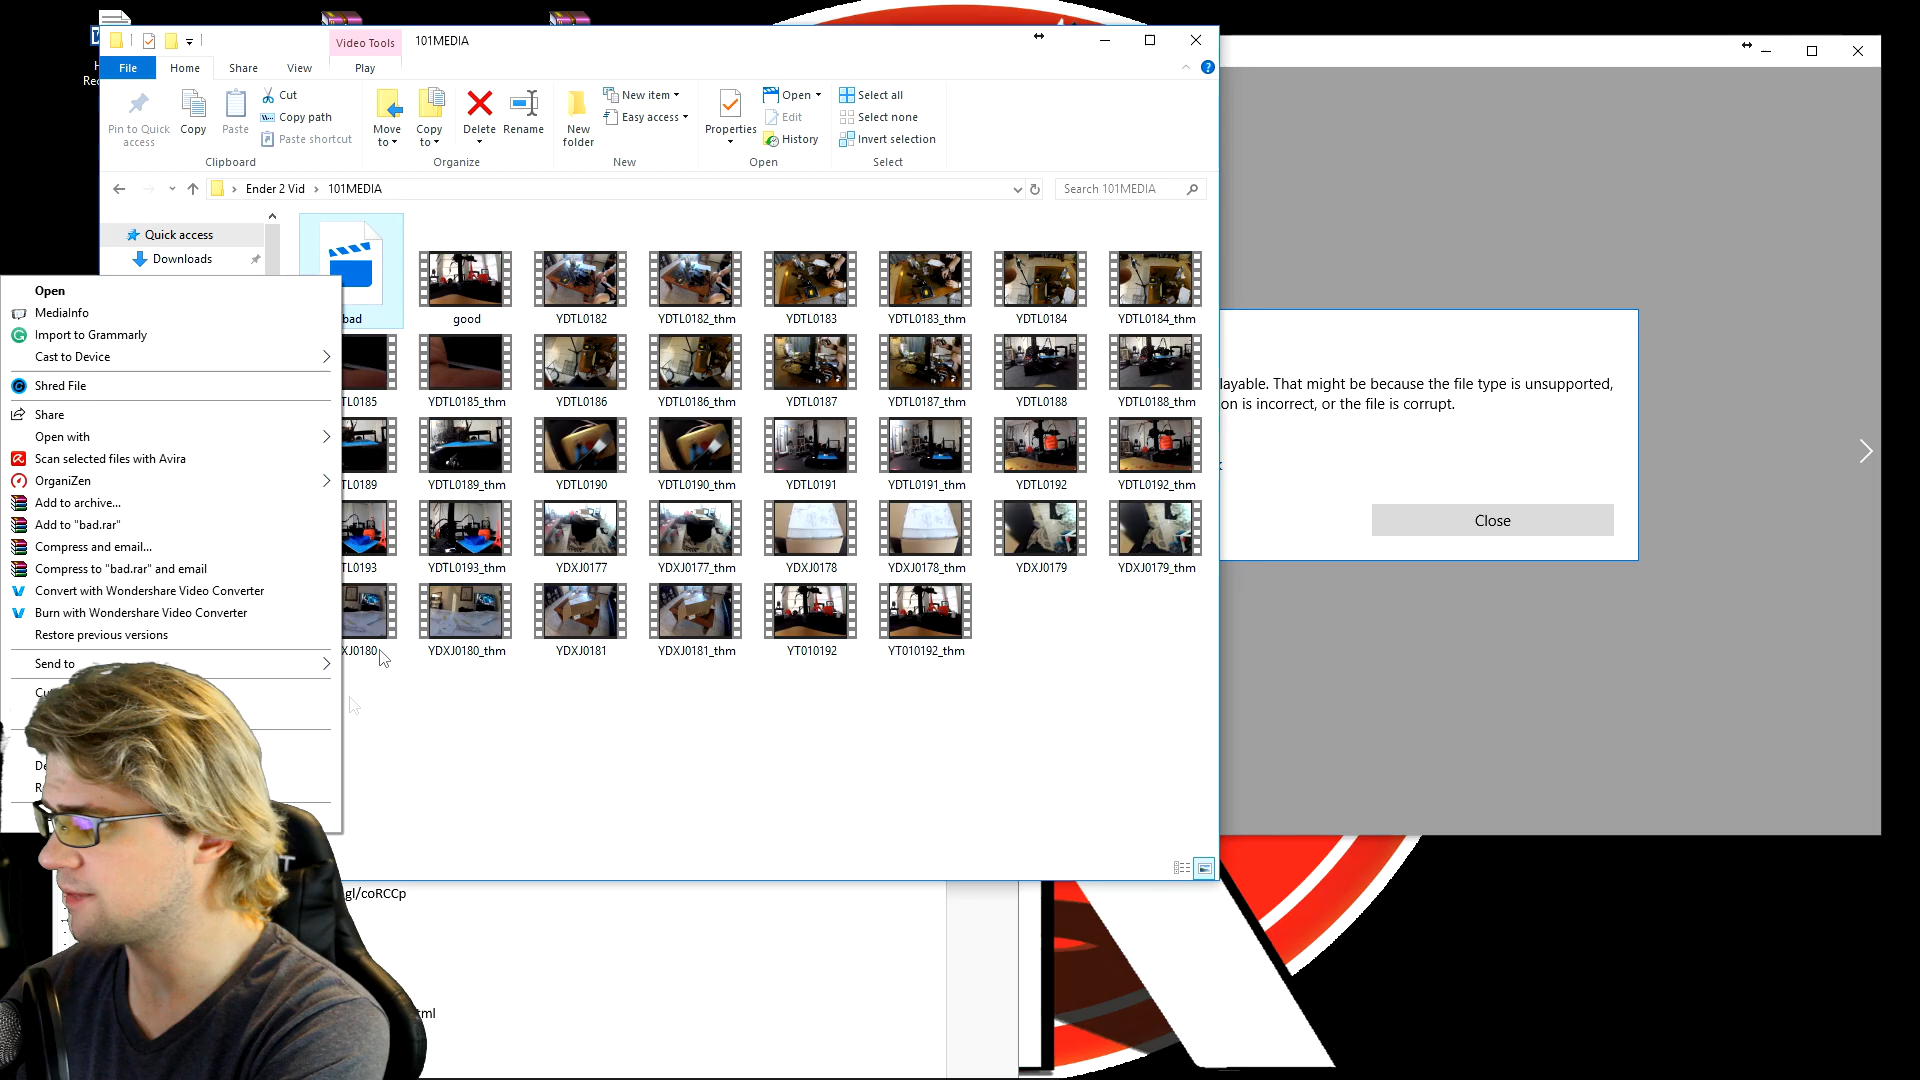 Video Tools
101MEDIA
File
Home
Share
View
Play
Pin to Quick access
Copy
Paste
Cut
Copy path
Paste shortcut
Clipboard
Move to
Copy to
Delete
Rename
Organize
New folder
New item
Easy access
New
Properties
Open
Edit
History
Open
Select all
Select none
Invert selection
Select
Ender 2 Vid
101MEDIA
Search 101MEDIA
Quick access
Downloads
bad
good
YDTL0182
YDTL0182_thm
YDTL0183
YDTL0183_thm
YDTL0184
YDTL0184_thm
TL0185
YDTL0185_thm
YDTL0186
YDTL0186_thm
YDTL0187
YDTL0187_thm
YDTL0188
YDTL0188_thm
TL0189
YDTL0189_thm
YDTL0190
YDTL0190_thm
YDTL0191
YDTL0191_thm
YDTL0192
YDTL0192_thm
TL0193
YDTL0193_thm
YDXJ0177
YDXJ0177_thm
YDXJ0178
YDXJ0178_thm
YDXJ0179
YDXJ0179_thm
XJ0180
YDXJ0180_thm
YDXJ0181
YDXJ0181_thm
YT010192
YT010192_thm
Open
MediaInfo
Import to Grammarly
Cast to Device
Shred File
Share
Open with
Scan selected files with Avira
OrganiZen
Add to archive...
Add to "bad.rar"
Compress and email...
Compress to "bad.rar" and email
Convert with Wondershare Video Converter
Burn with Wondershare Video Converter
Restore previous versions
Send to
layable. That might be because the file type is unsupported,
on is incorrect, or the file is corrupt.
Close
gl/coRCCp
tml